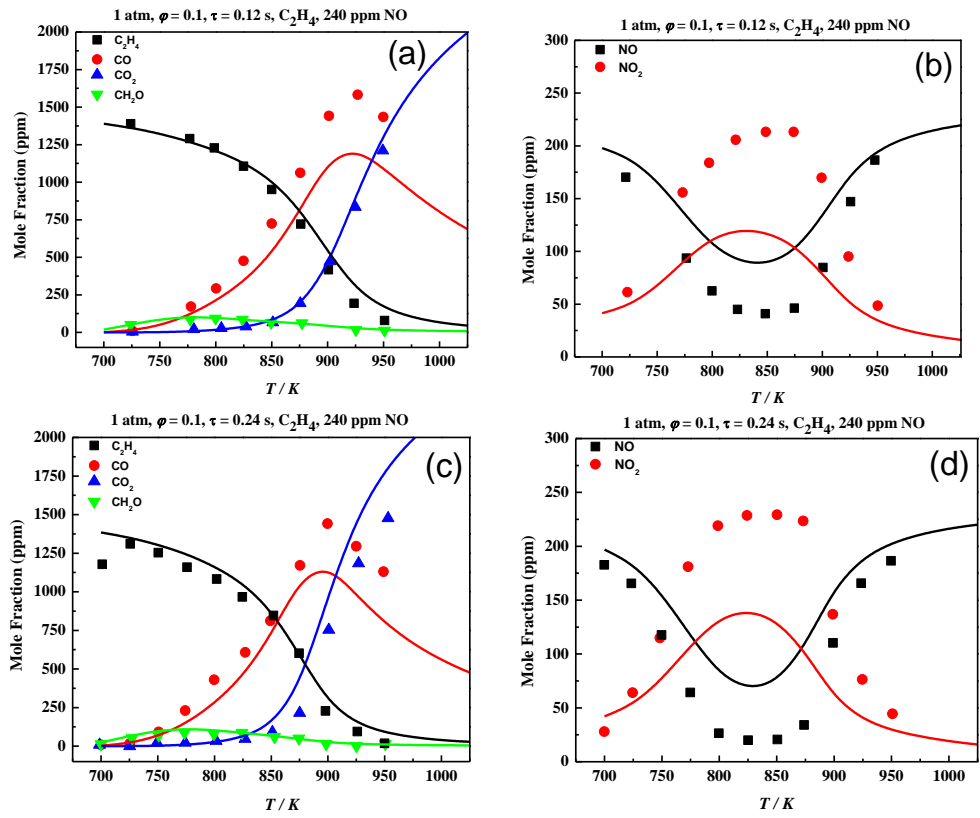 1 atm, φ = 0.1, τ = 0.12 s, C₂H₄, 240 ppm NO
(a)
C₂H₄
CO
CO₂
CH₂O
Mole Fraction (ppm)
2000
1750
1500
1250
1000
750
500
250
0
700 750 800 850 900 950 1000
T / K
1 atm, φ = 0.1, τ = 0.12 s, C₂H₄, 240 ppm NO
(b)
NO
NO₂
Mole Fraction (ppm)
300
250
200
150
100
50
0
700 750 800 850 900 950 1000
T / K
1 atm, φ = 0.1, τ = 0.24 s, C₂H₄, 240 ppm NO
(c)
C₂H₄
CO
CO₂
CH₂O
Mole Fraction (ppm)
2000
1750
1500
1250
1000
750
500
250
0
700 750 800 850 900 950 1000
T / K
1 atm, φ = 0.1, τ = 0.24 s, C₂H₄, 240 ppm NO
(d)
NO
NO₂
Mole Fraction (ppm)
300
250
200
150
100
50
0
700 750 800 850 900 950 1000
T / K